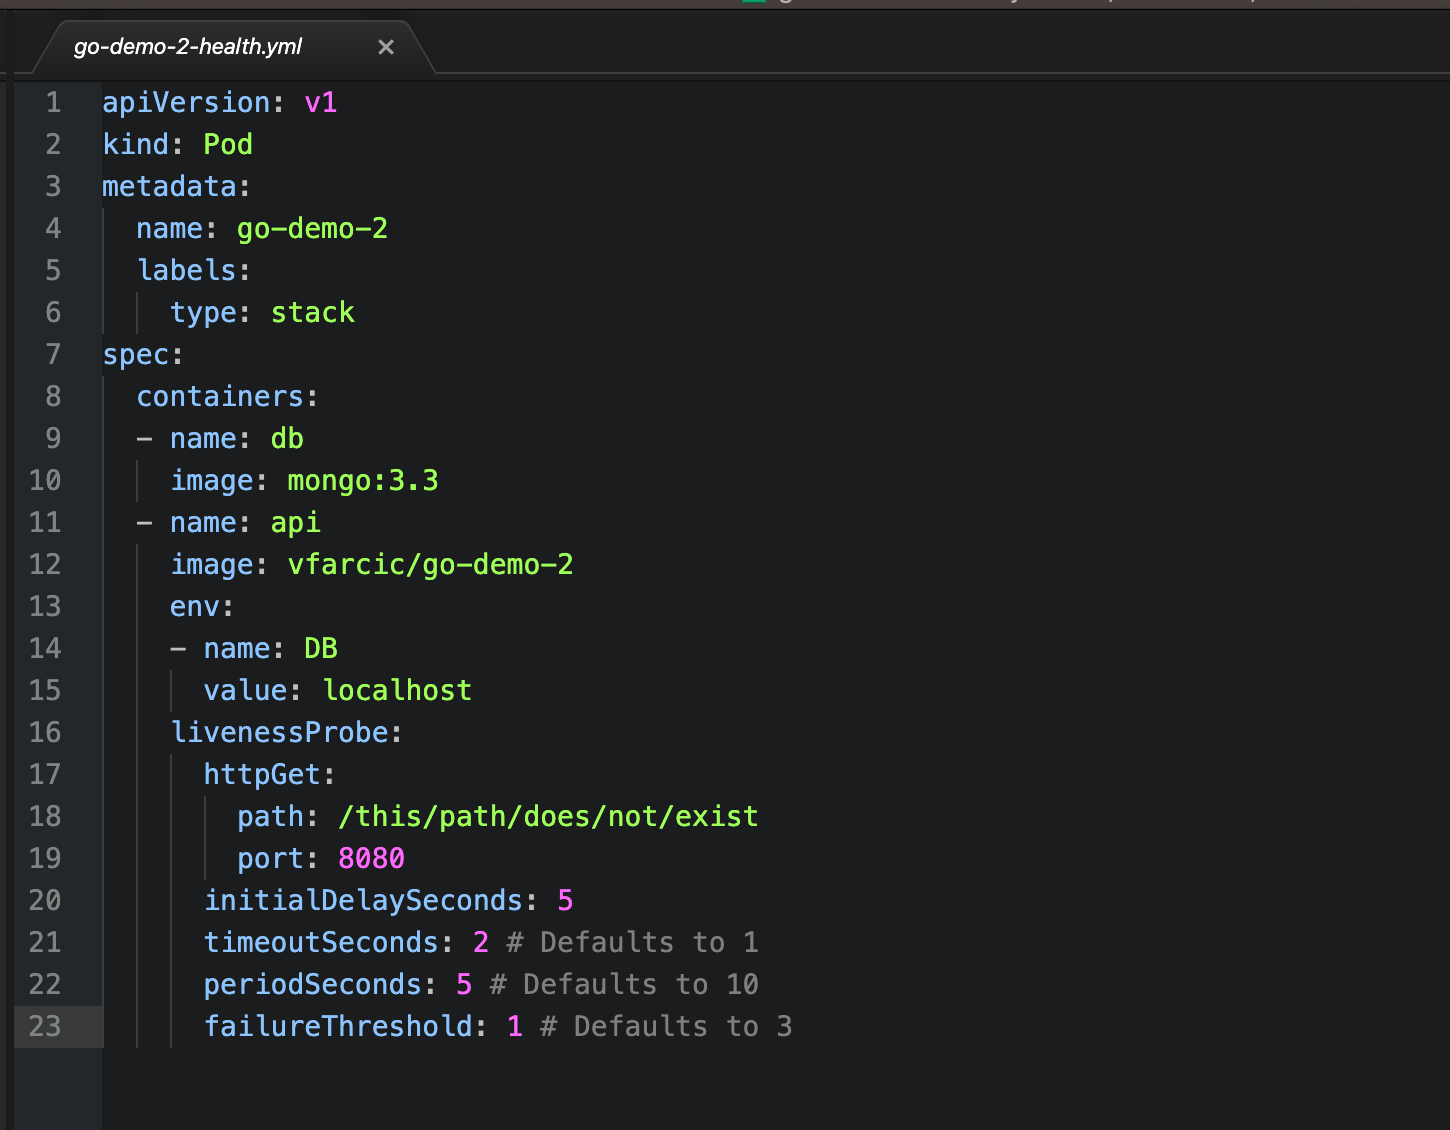 go-demo-2-health.yml ×
1 apiVersion: v1
2 kind: Pod
3 metadata:
4   name: go-demo-2
5   labels:
6     type: stack
7 spec:
8   containers:
9   - name: db
10     image: mongo:3.3
11   - name: api
12     image: vfarcic/go-demo-2
13     env:
14     - name: DB
15       value: localhost
16     livenessProbe:
17       httpGet:
18         path: /this/path/does/not/exist
19         port: 8080
20       initialDelaySeconds: 5
21       timeoutSeconds: 2 # Defaults to 1
22       periodSeconds: 5 # Defaults to 10
23       failureThreshold: 1 # Defaults to 3